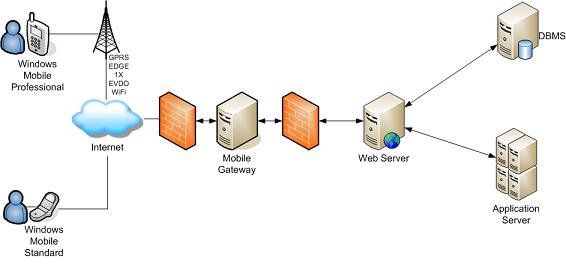 Windows
Mobile
Professional
GPRS
EDGE
1X
EVDO
WiFi
Internet
Mobile
Gateway
Web Server
DBMS
Application
Server
Windows
Mobile
Standard